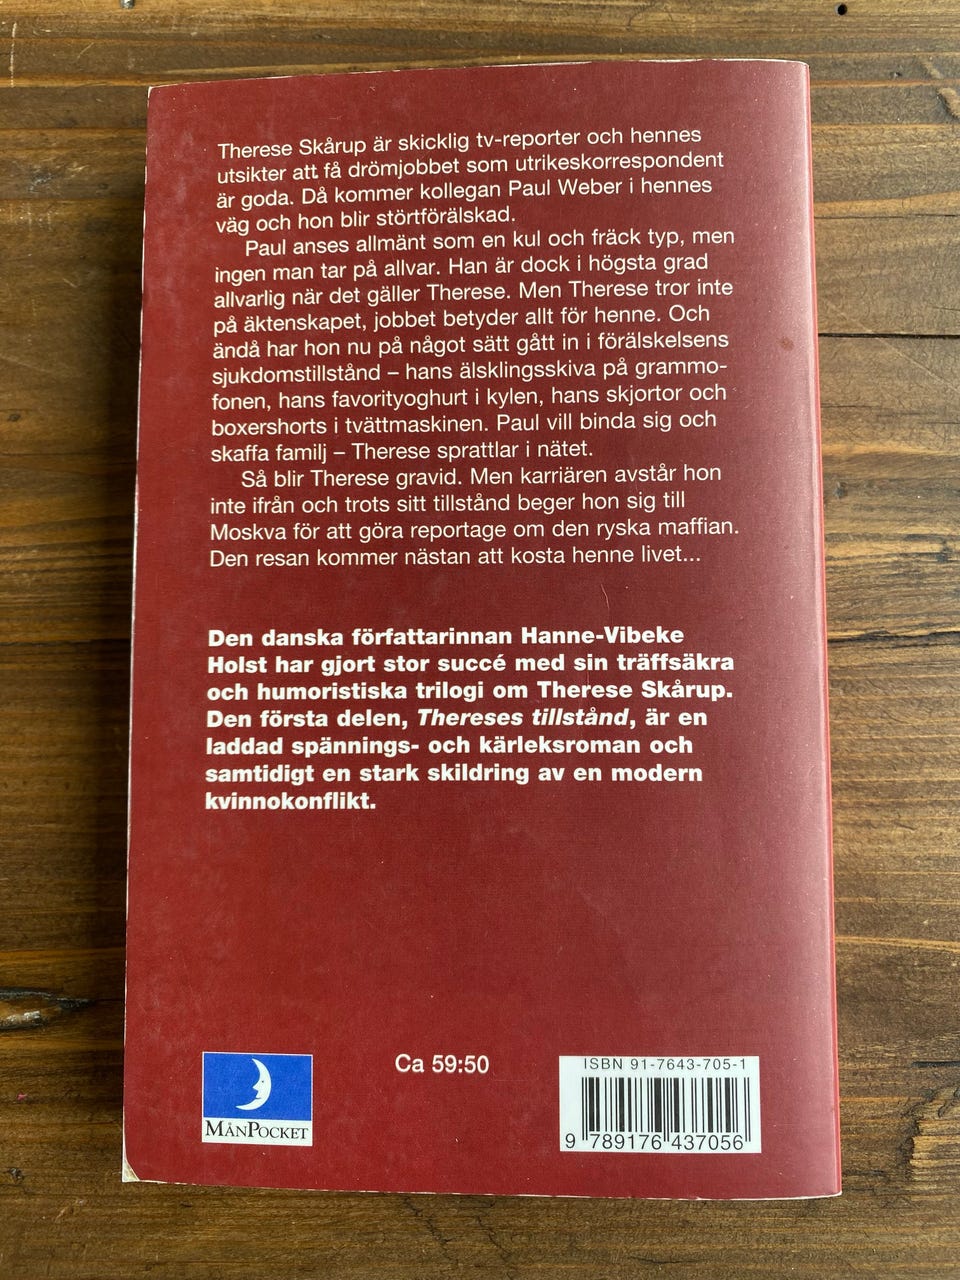 Therese Skårup är skicklig tv-reporter och hennes
utsikter att få drömjobbet som utrikeskorrespondent
är goda. Då kommer kollegan Paul Weber i hennes
väg och hon blir störtförälskad.
Paul anses allmänt som en kul och fräck typ, men
ingen man tar på allvar. Han är dock i högsta grad
allvarlig när det gäller Therese. Men Therese tror inte
på äktenskapet, jobbet betyder allt för henne. Och
ändå har hon nu på något sätt gått in i förälskelsens
sjukdomstillstånd – hans älsklingsskiva på grammo-
fonen, hans favorityoghurt i kylen, hans skjortor och
boxershorts i tvättmaskinen. Paul vill binda sig och
skaffa familj – Therese sprattlar i nätet.
Så blir Therese gravid. Men karriären avstår hon
inte ifrån och trots sitt tillstånd beger hon sig till
Moskva för att göra reportage om den ryska maffian.
Den resan kommer nästan att kosta henne livet...
Den danska författarinnan Hanne-Vibeke
Holst har gjort stor succé med sin träffsäkra
och humoristiska trilogi om Therese Skårup.
Den första delen, Thereses tillstånd, är en
laddad spännings- och kärleksroman och
samtidigt en stark skildring av en modern
kvinnokonflikt.
MÅNPOCKET
Ca 59:50
ISBN 91-7643-705-1
9 789176 437056